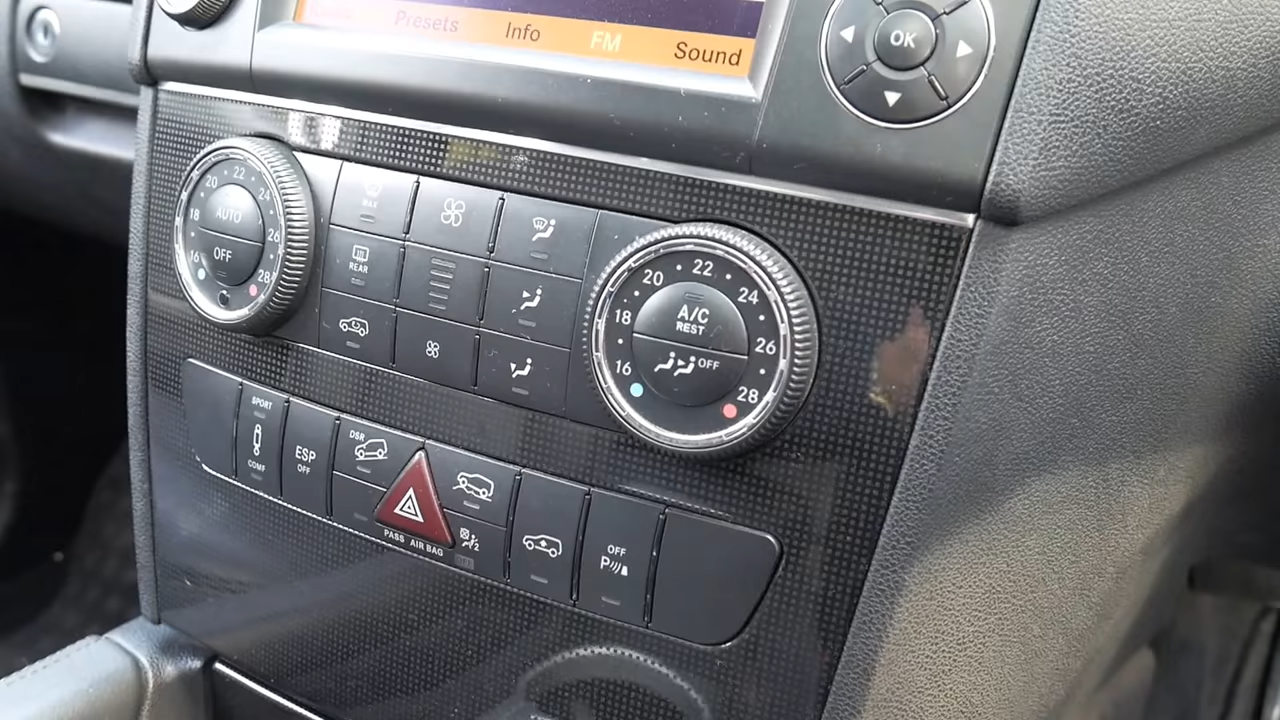 Presets
Info
FM
Sound
OK
22
20
24
AUTO
18
26
OFF
16
28
MAX
REAR
22
20
24
A/C
REST
18
26
OFF
16
28
SPORT
COMF
ESP
OFF
DSR
PASS AIR BAG
2
OFF
P